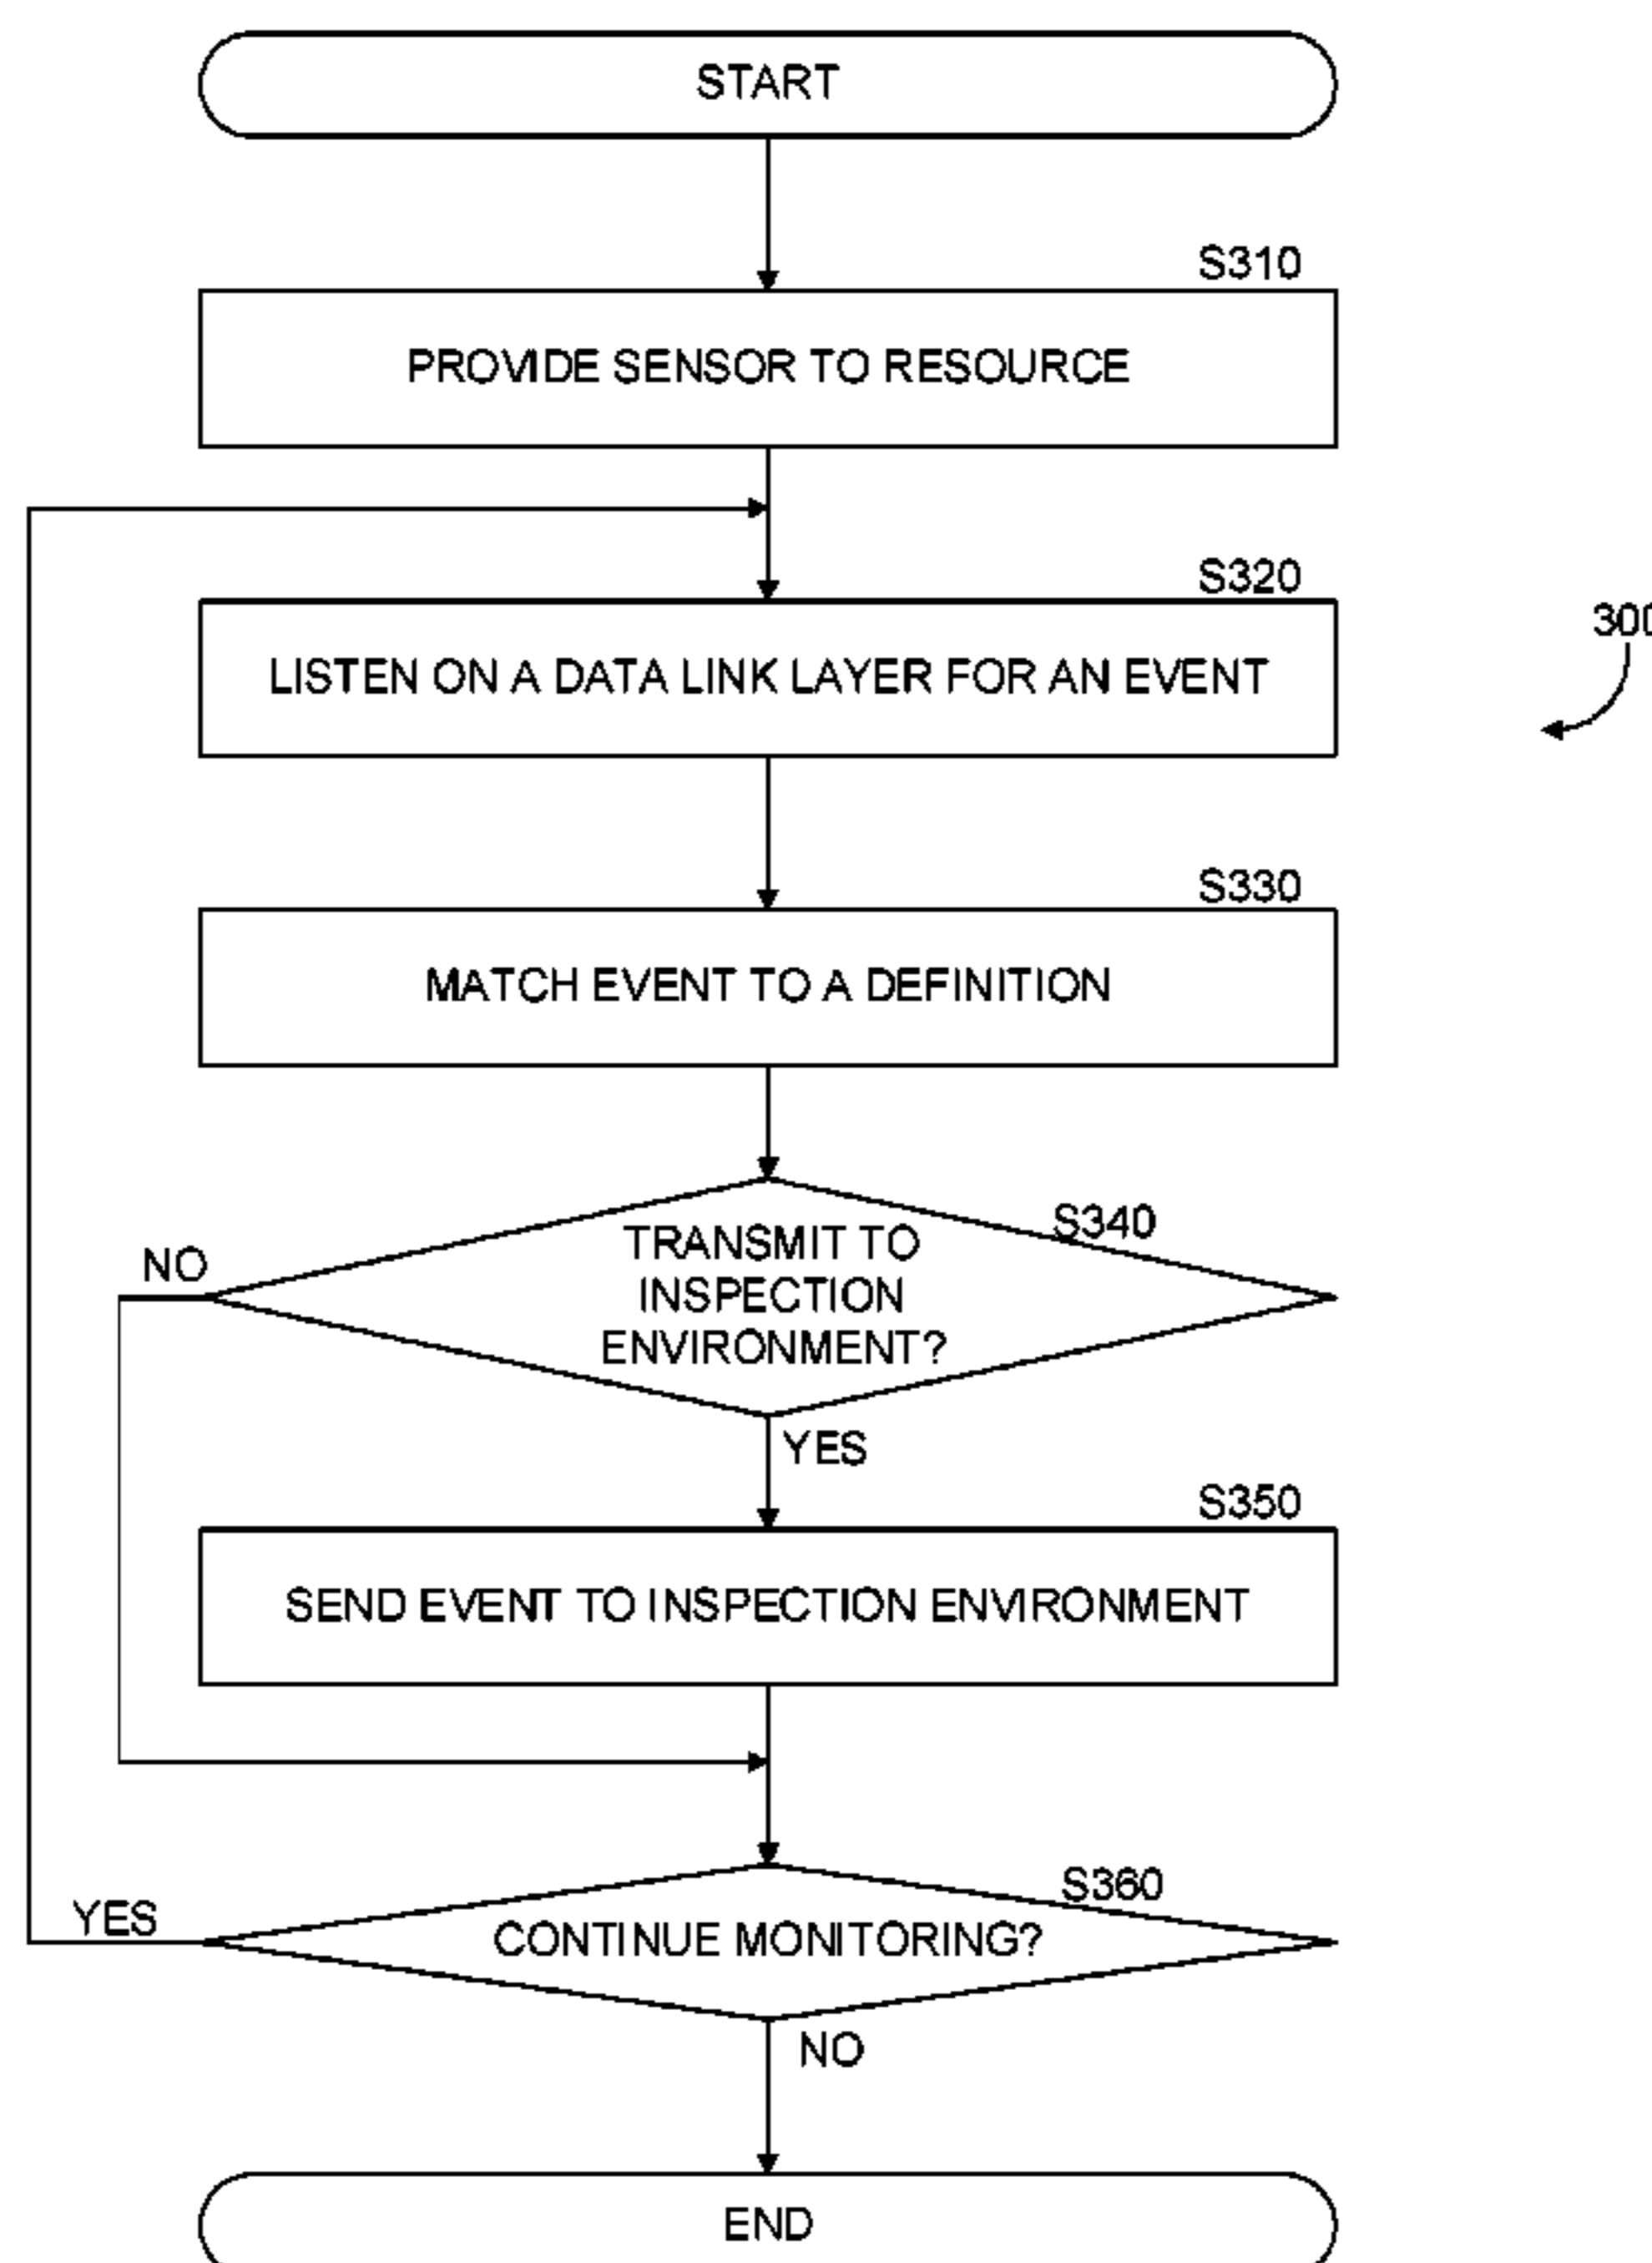 START
S310
PROVIDE SENSOR TO RESOURCE
S320
LISTEN ON A DATA LINK LAYER FOR AN EVENT
300
S330
MATCH EVENT TO A DEFINITION
S340
TRANSMIT TO
INSPECTION
ENVIRONMENT?
NO
YES
S350
SEND EVENT TO INSPECTION ENVIRONMENT
S360
CONTINUE MONITORING?
YES
NO
END